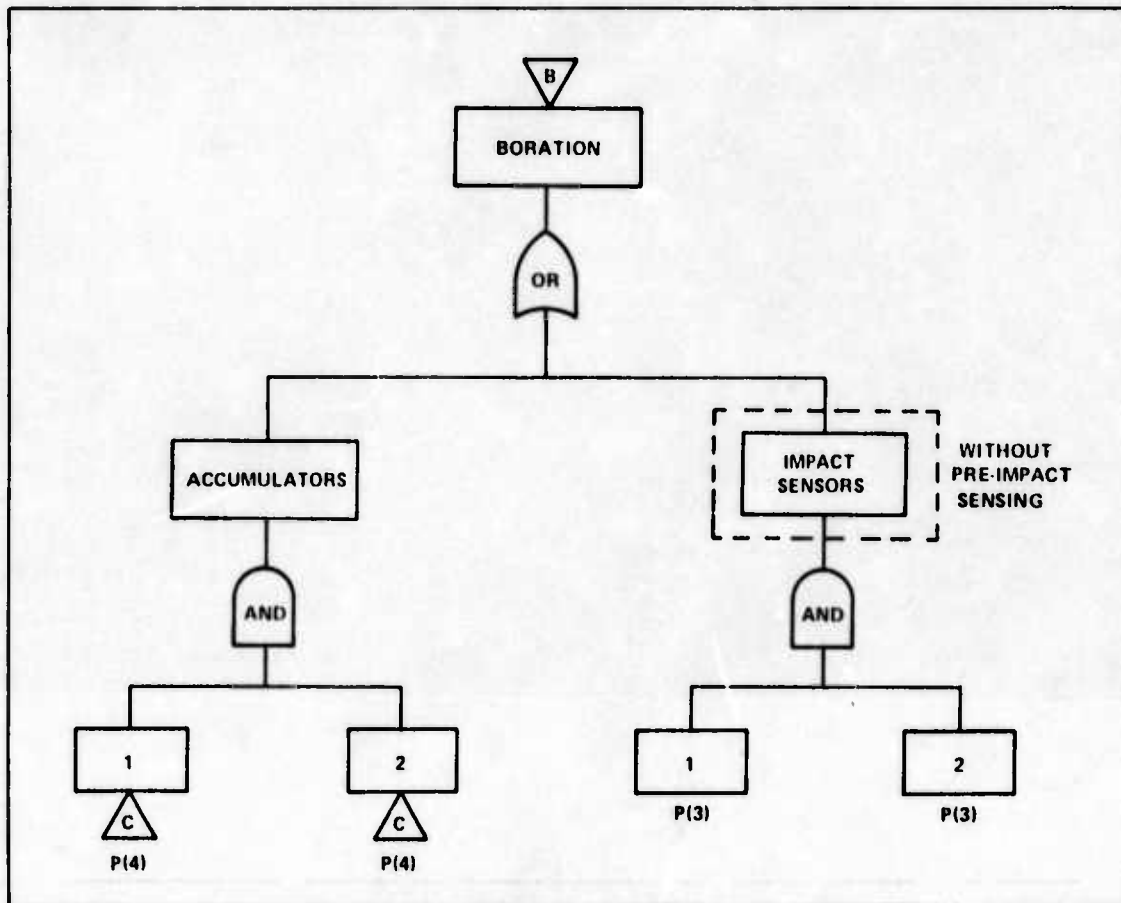 B
BORATION
OR
ACCUMULATORS
IMPACT
SENSORS
WITHOUT
PRE-IMPACT
SENSING
AND
AND
1
2
1
2
C
C
P(4)
P(4)
P(3)
P(3)